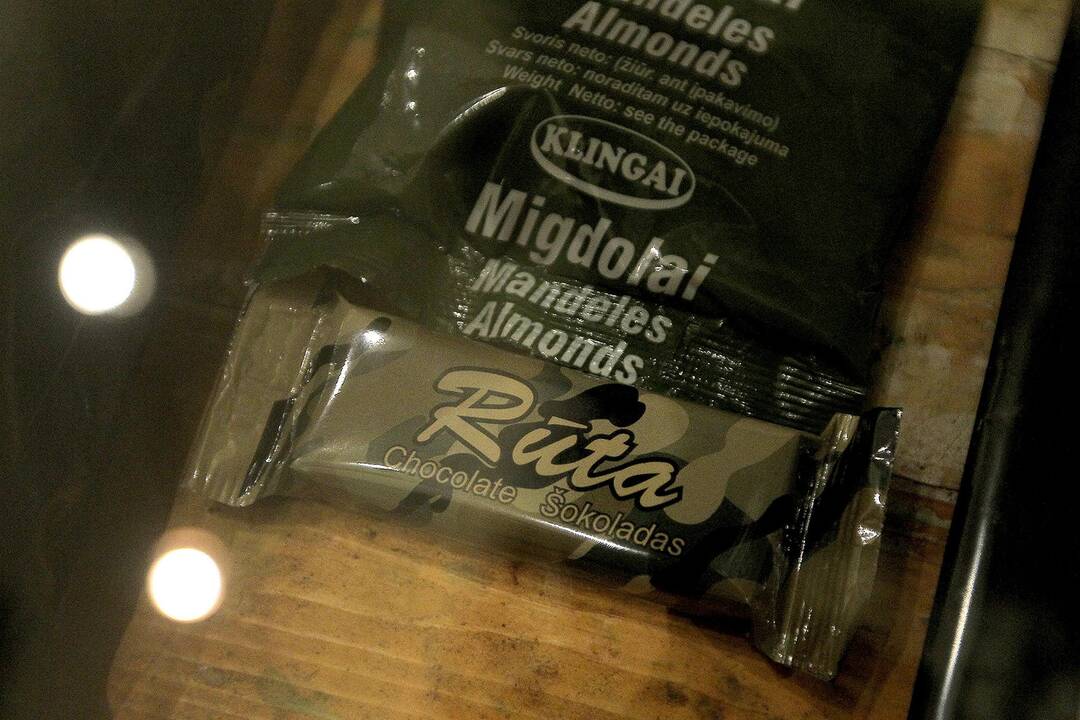 Mandeles
Almonds
Svoris neto: (žiūr. ant įpakavimo)
Svars neto: noradītam uz iepokajuma
Weight Netto: see the package
KLINGAI
Migdolai
Mandeles
Almonds
Rūta
Chocolate šokoladas